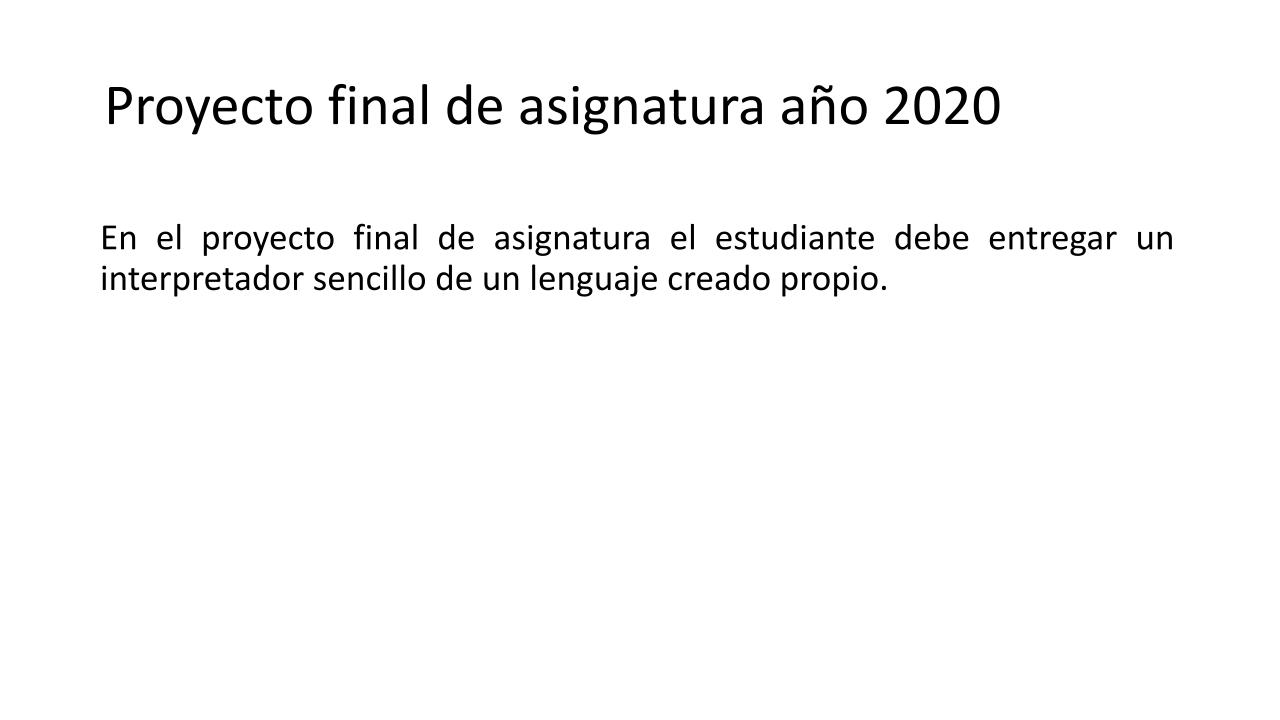 Proyecto final de asignatura año 2020
En el proyecto final de asignatura el estudiante debe entregar un
interpretador sencillo de un lenguaje creado propio.